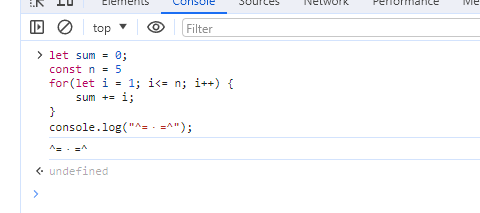 Elements Console Sources Network Performance
top Filter
let sum = 0;
const n = 5
for(let i = 1; i<= n; i++) {
    sum += i;
}
console.log("^= · =^");
^= · =^
undefined